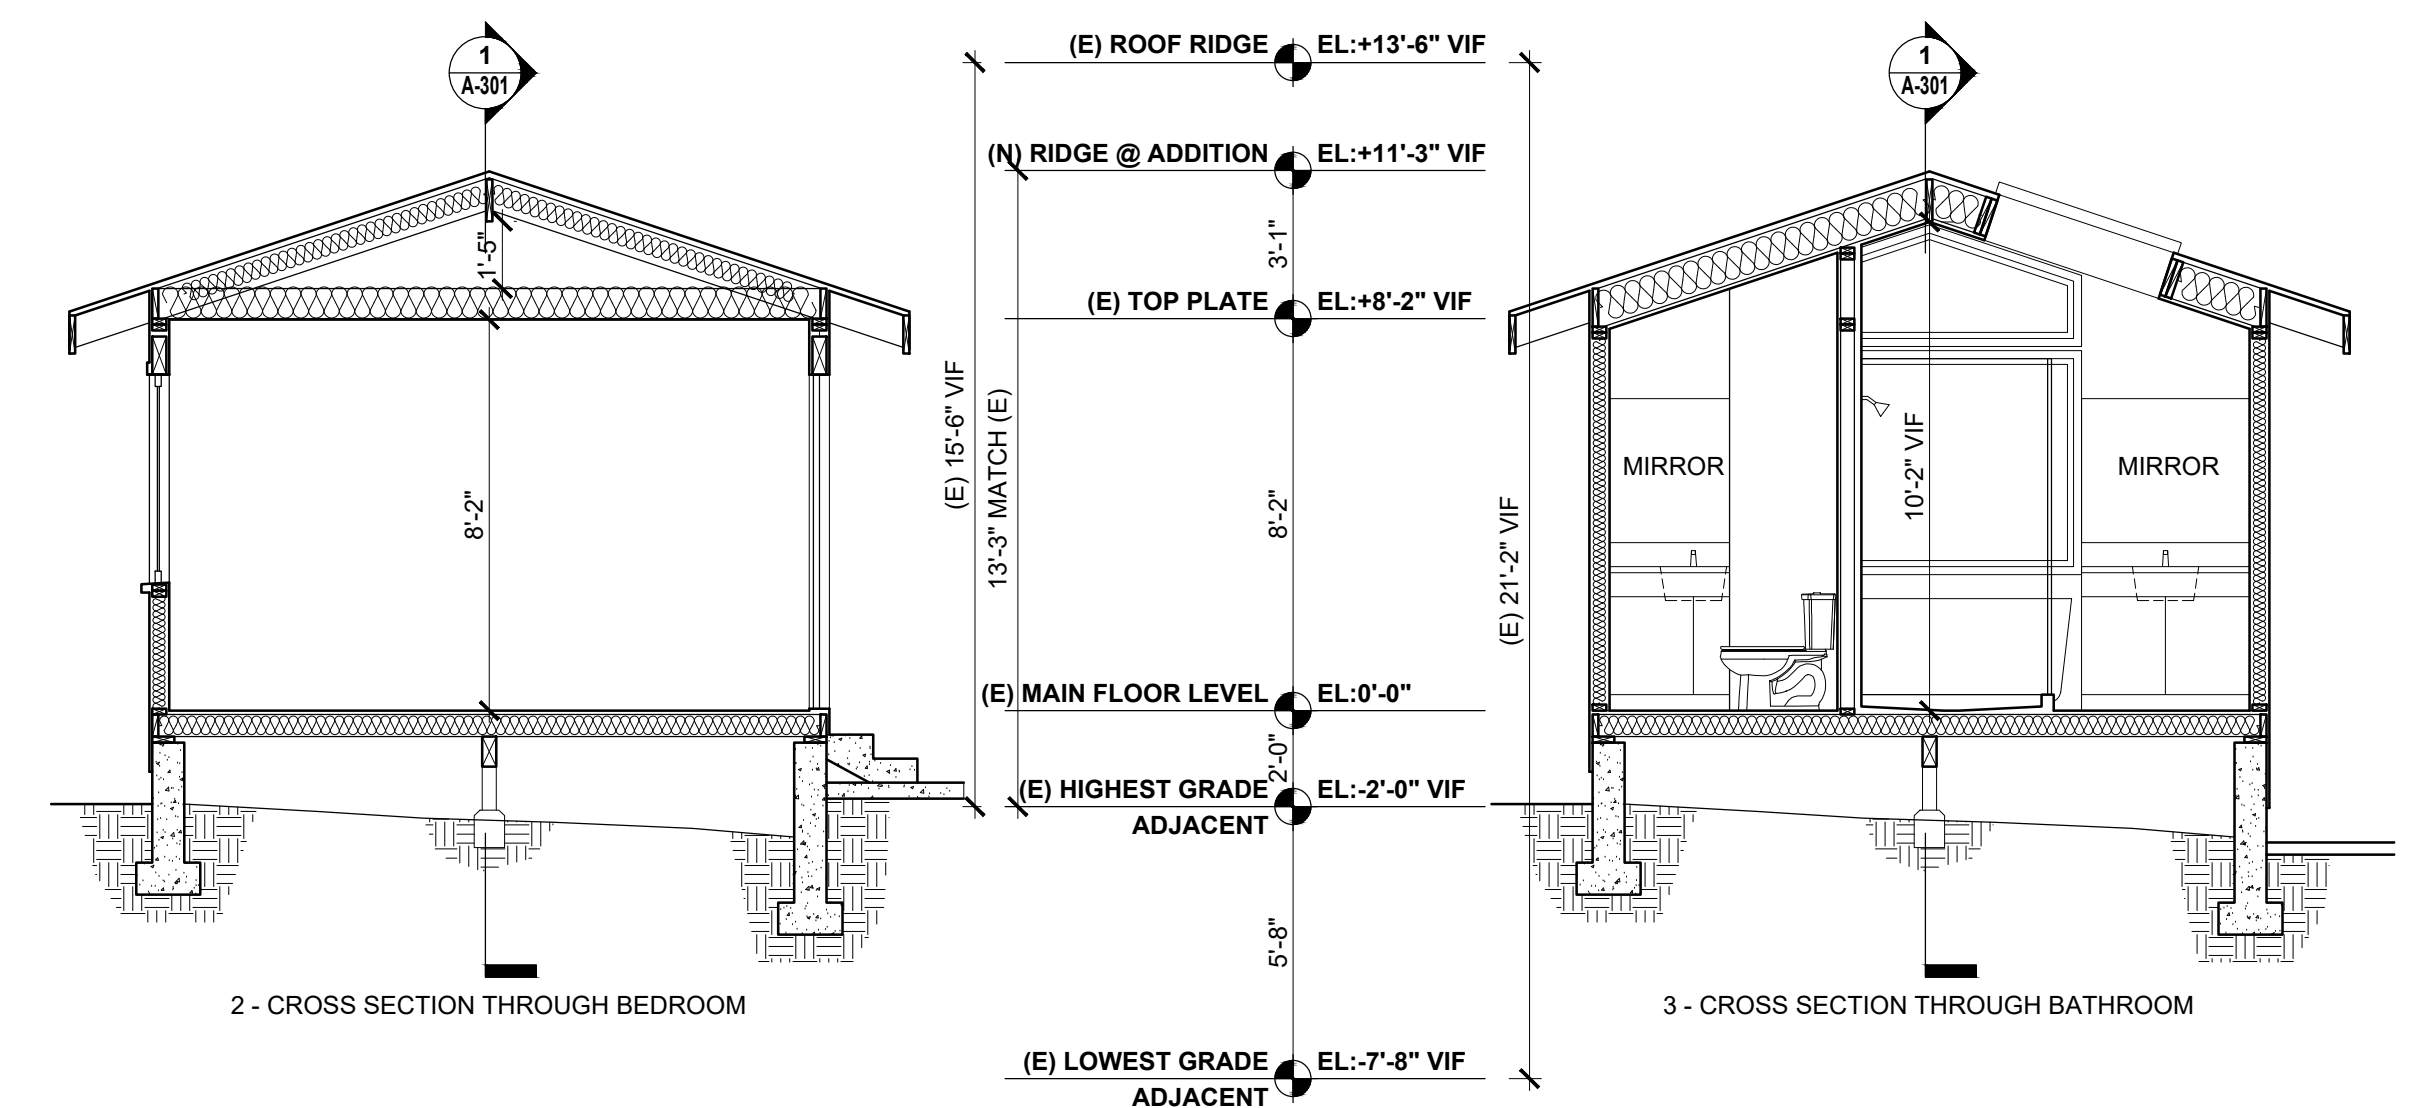 1
A-301
(E) ROOF RIDGE EL:+13'-6" VIF
1
A-301
(N) RIDGE @ ADDITION EL:+11'-3" VIF
1'-5"
3'-1"
(E) TOP PLATE EL:+8'-2" VIF
(E) 15'-6" VIF
13'-3" MATCH (E)
8'-2"
8'-2"
(E) 21'-2" VIF
MIRROR
10'-2" VIF
MIRROR
(E) MAIN FLOOR LEVEL EL:0'-0"
2'-0"
(E) HIGHEST GRADE EL:-2'-0" VIF
ADJACENT
5'-8"
2 - CROSS SECTION THROUGH BEDROOM
3 - CROSS SECTION THROUGH BATHROOM
(E) LOWEST GRADE EL:-7'-8" VIF
ADJACENT